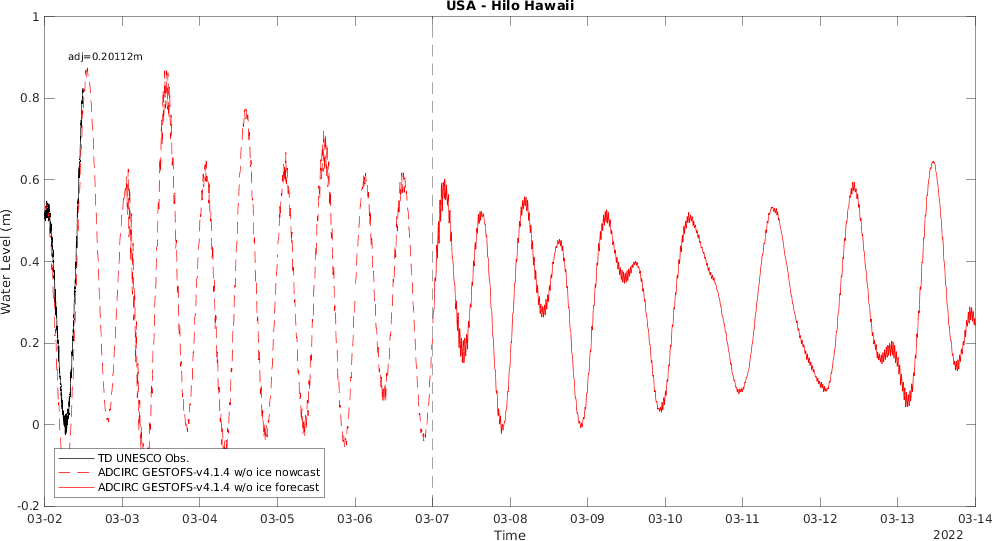 USA - Hilo Hawaii
adj=0.20112m
Water Level (m)
1
0.8
0.6
0.4
0.2
0
-0.2
TD UNESCO Obs.
ADCIRC GESTOFS-v4.1.4 w/o ice nowcast
ADCIRC GESTOFS-v4.1.4 w/o ice forecast
03-02 03-03 03-04 03-05 03-06 03-07 03-08 03-09 03-10 03-11 03-12 03-13 03-14
Time
2022